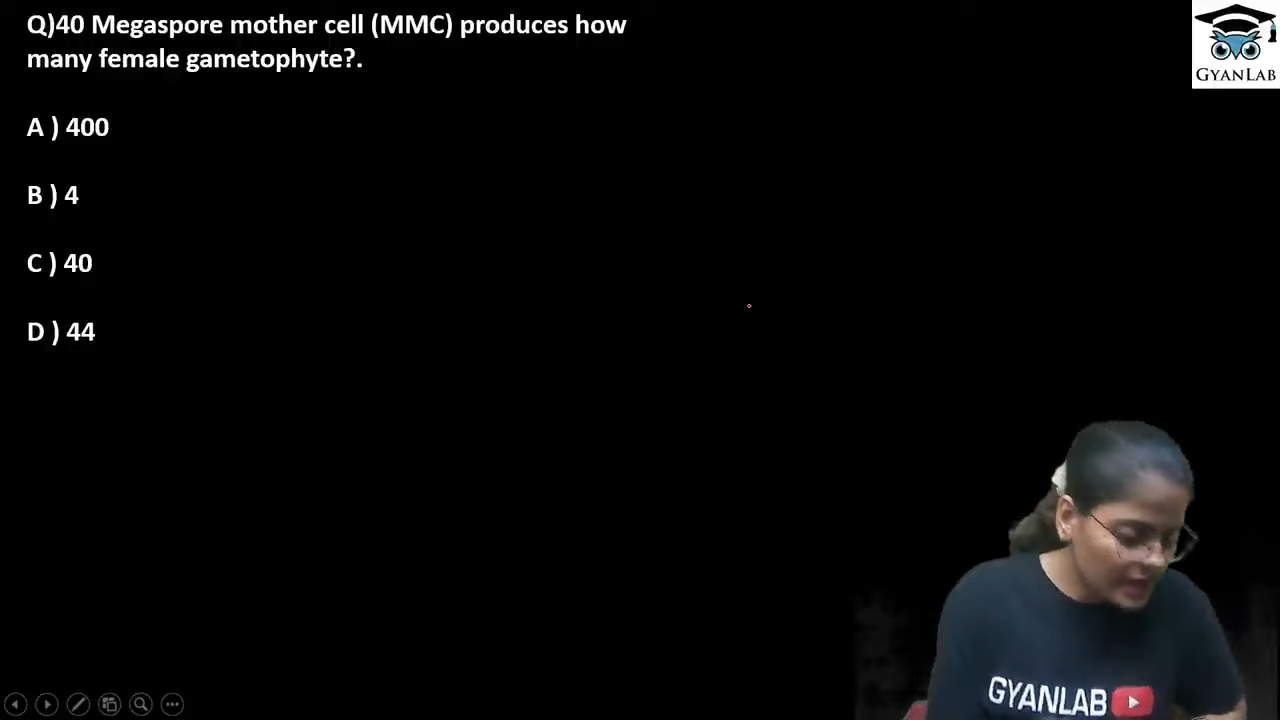 Q)40 Megaspore mother cell (MMC) produces how
many female gametophyte?.
A ) 400
B ) 4
C ) 40
D ) 44
GYANLAB
GYANLAB